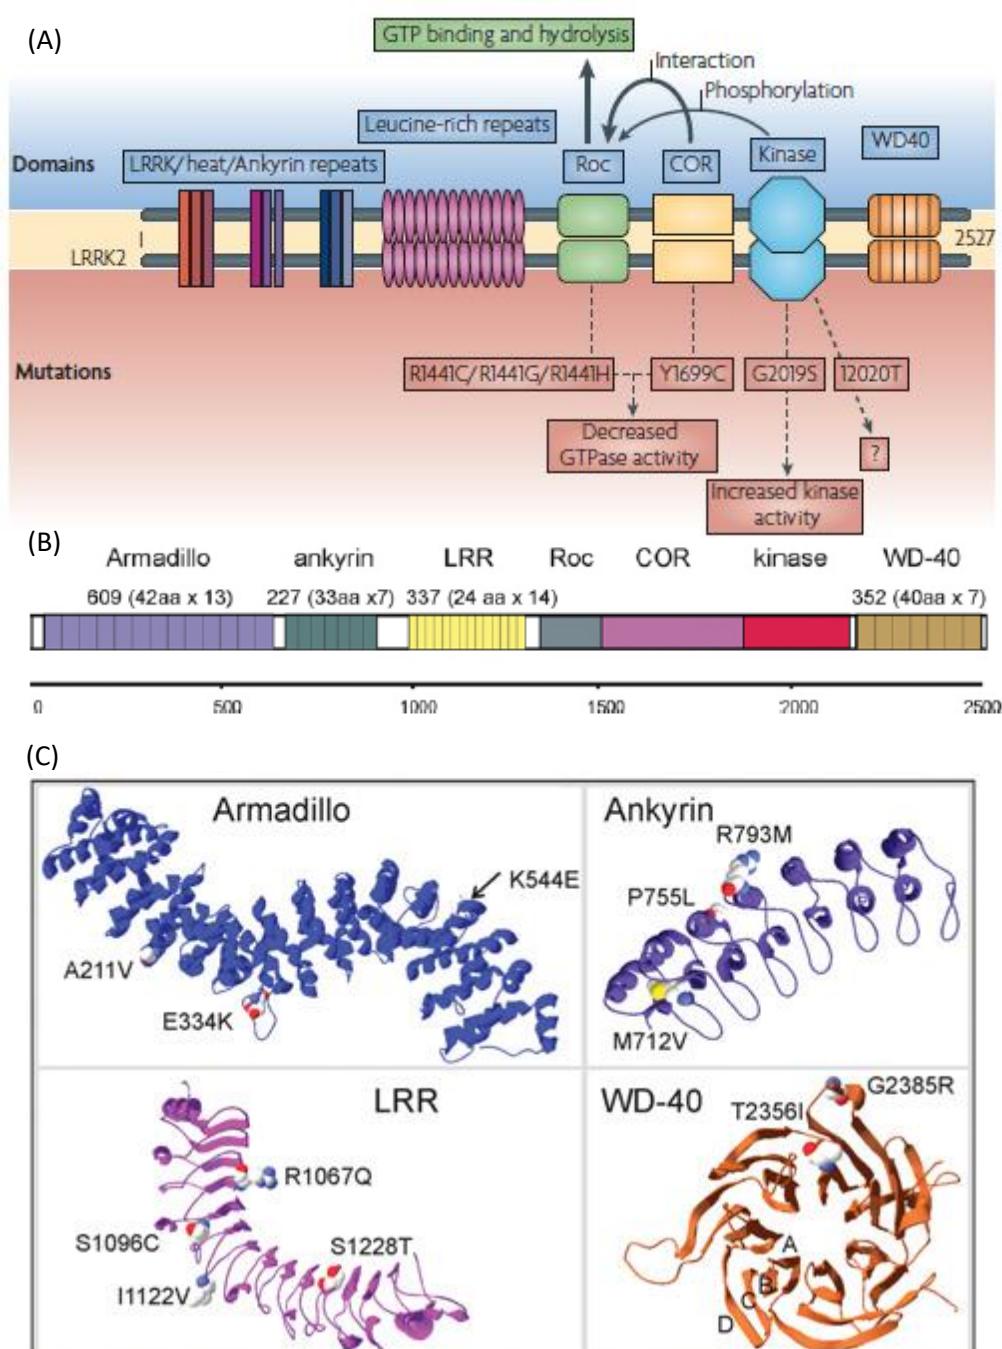 (A)
GTP binding and hydrolysis
Interaction
Phosphorylation
Leucine-rich repeats
WD40
Domains
LRRK/heat/Ankyrin repeats
Roc
COR
Kinase
I
2527
LRRK2
Mutations
R1441C/R1441G/R1441H
Y1699C
G2019S
12020T
Decreased
GTPase activity
?
Increased kinase
activity
(B)
Armadillo ankyrin LRR Roc COR kinase WD-40
609 (42aa x 13) 227 (33aa x7) 337 (24 aa x 14) 352 (40aa x 7)
0 500 1000 1500 2000 2500
(C)
Armadillo
K544E
A211V
E334K
Ankyrin
R793M
P755L
M712V
LRR
R1067Q
S1096C
S1228T
I1122V
WD-40
G2385R
T2356I
A
B
C
D